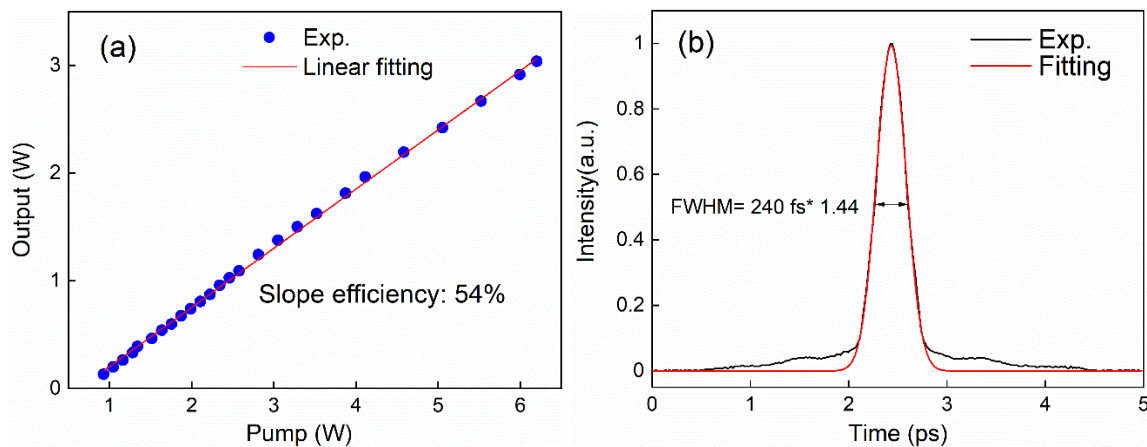 (a)
Exp.
Linear fitting
Slope efficiency: 54%
Output (W)
3
2
1
0
1 2 3 4 5 6
Pump (W)
(b)
Exp.
Fitting
FWHM= 240 fs* 1.44
Intensity(a.u.)
1
0.8
0.6
0.4
0.2
0
0 1 2 3 4 5
Time (ps)